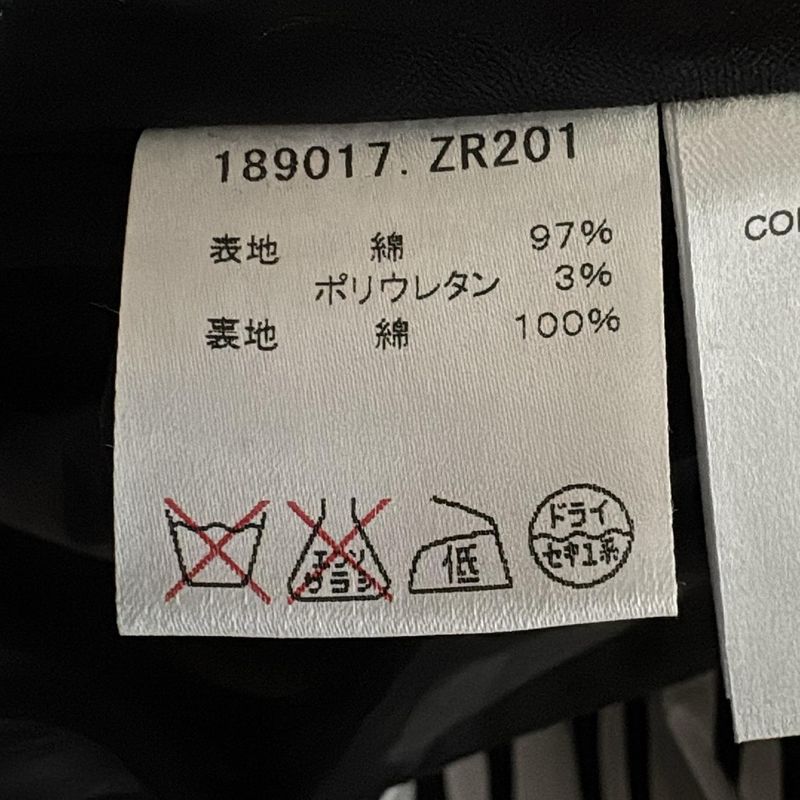 189017. ZR201
表地 綿 97%
ポリウレタン 3%
裏地 綿 100%
エンソ
サラシ
低
ドライ
セキユ系